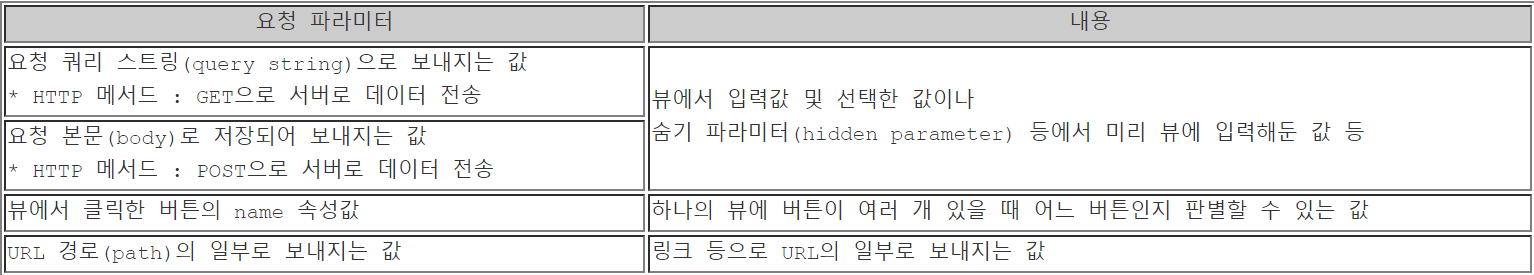 요청 파라미터
내용
요청 쿼리 스트링(query string)으로 보내지는 값
* HTTP 메서드 : GET으로 서버로 데이터 전송
뷰에서 입력값 및 선택한 값이나
숨기 파라미터(hidden parameter) 등에서 미리 뷰에 입력해둔 값 등
요청 본문(body)로 저장되어 보내지는 값
* HTTP 메서드 : POST으로 서버로 데이터 전송
뷰에서 클릭한 버튼의 name 속성값
하나의 뷰에 버튼이 여러 개 있을 때 어느 버튼인지 판별할 수 있는 값
URL 경로(path)의 일부로 보내지는 값
링크 등으로 URL의 일부로 보내지는 값